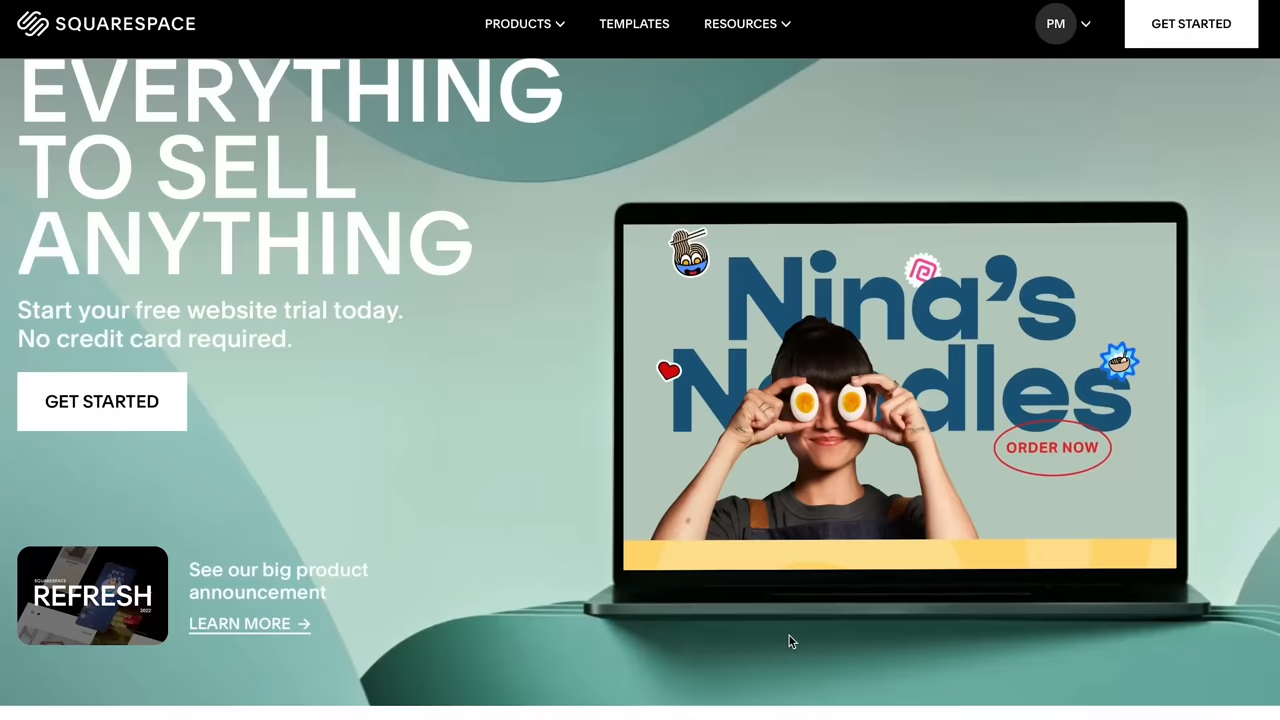 SQUARESPACE
PRODUCTS
TEMPLATES
RESOURCES
PM
GET STARTED
EVERYTHING
TO SELL
ANYTHING
Start your free website trial today.
No credit card required.
GET STARTED
Nina's
Noodles
ORDER NOW
SQUARESPACE
REFRESH
2022
See our big product
announcement
LEARN MORE →